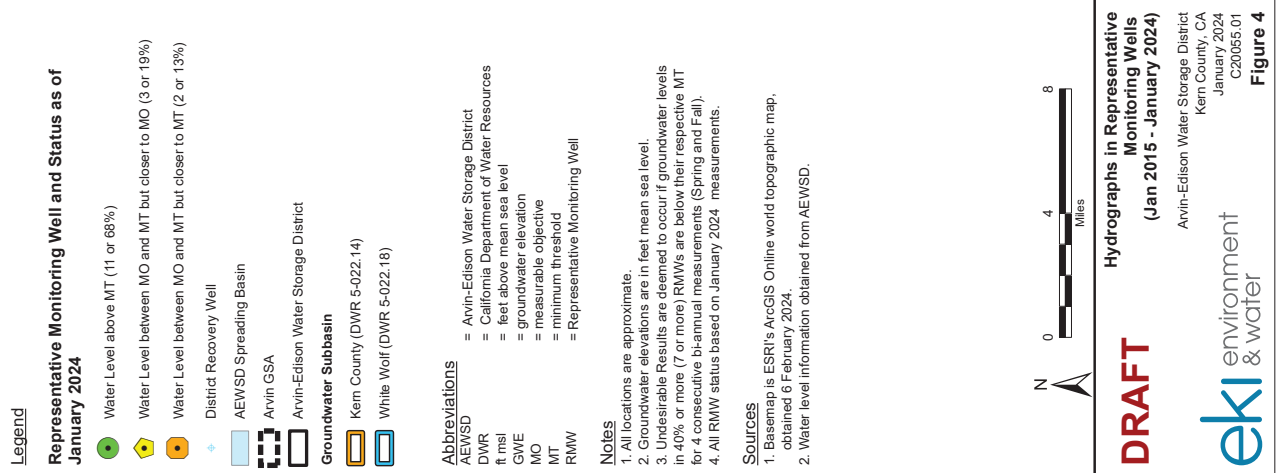 Legend
Representative Monitoring Well and Status as of
January 2024
Water Level above MT (11 or 68%)
Water Level between MO and MT but closer to MO (3 or 19%)
Water Level between MO and MT but closer to MT (2 or 13%)
District Recovery Well
AEWSD Spreading Basin
Arvin GSA
Arvin-Edison Water Storage District
Groundwater Subbasin
Kern County (DWR 5-022.14)
White Wolf (DWR 5-022.18)
Abbreviations
AEWSD = Arvin-Edison Water Storage District
DWR = California Department of Water Resources
ft msl = feet above mean sea level
GWE = groundwater elevation
MO = measurable objective
MT = minimum threshold
RMW = Representative Monitoring Well
Notes
1. All locations are approximate.
2. Groundwater elevations are in feet mean sea level.
3. Undesirable Results are deemed to occur if groundwater levels
in 40% or more (7 or more) RMWs are below their respective MT
for 4 consecutive bi-annual measurements (Spring and Fall).
4. All RMW status based on January 2024 measurements.
Sources
1. Basemap is ESRI's ArcGIS Online world topographic map,
obtained 6 February 2024.
2. Water level information obtained from AEWSD.
N
0 4 8
Miles
DRAFT
eki environment
& water
Hydrographs in Representative
Monitoring Wells
(Jan 2015 - January 2024)
Arvin-Edison Water Storage District
Kern County, CA
January 2024
C20055.01
Figure 4